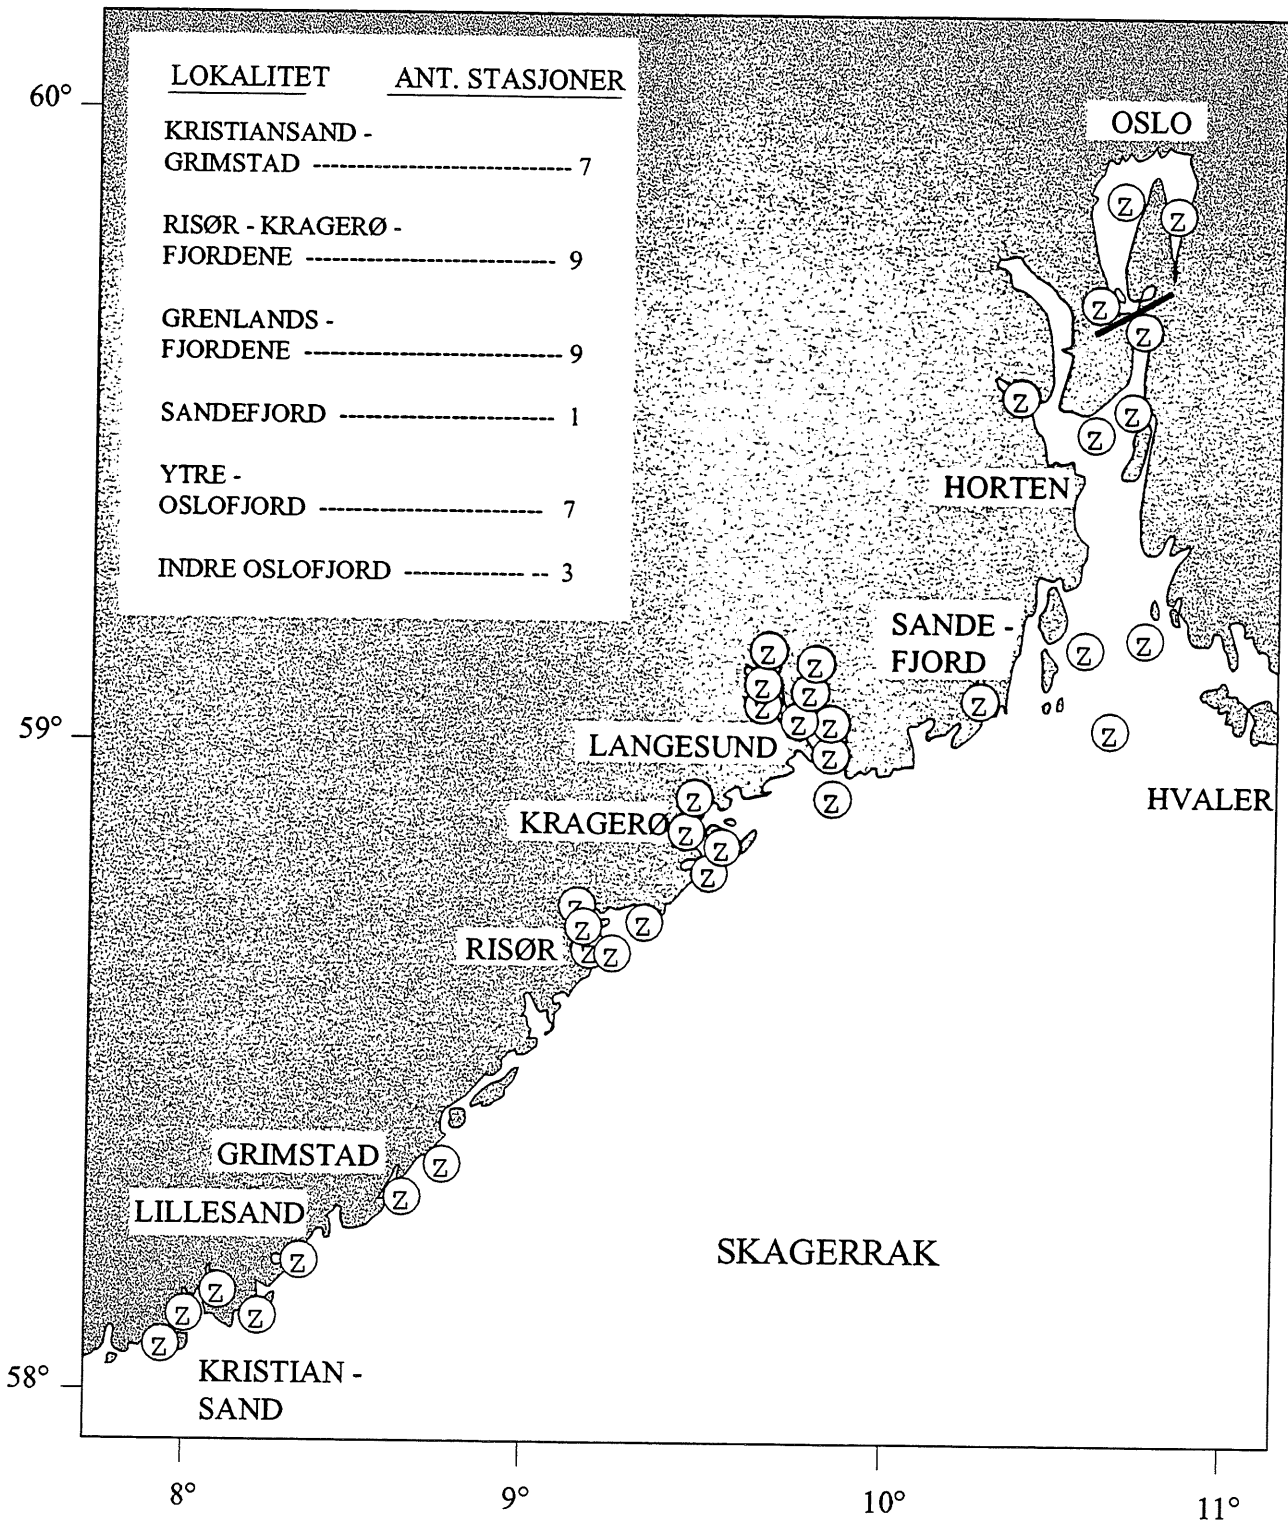 LOKALITET ANT. STASJONER
KRISTIANSAND -
GRIMSTAD ---------------------------- 7
RISØR - KRAGERØ -
FJORDENE --------------------------- 9
GRENLANDS -
FJORDENE ---------------------------- 9
SANDEFJORD ----------------------- 1
YTRE -
OSLOFJORD ------------------------ 7
INDRE OSLOFJORD ----------- -- 3
60°
OSLO
Z
Z
Z
Z
Z
Z
Z
HORTEN
SANDE -
FJORD
Z
Z
Z
Z
Z
Z
Z
Z
Z
Z
Z
59°
LANGESUND
Z
Z
Z
Z
HVALER
KRAGERØ
Z
Z
Z
Z
RISØR
Z
Z
Z
Z
Z
GRIMSTAD
Z
Z
LILLESAND
SKAGERRAK
Z
Z
Z
Z
Z
58°
KRISTIAN -
SAND
8°
9°
10°
11°